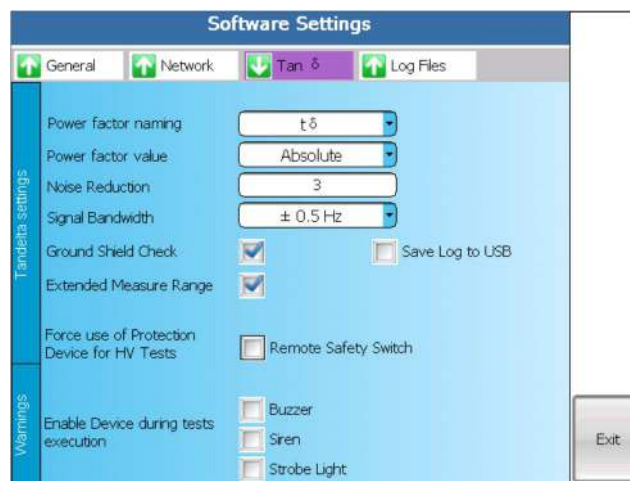 Software Settings
General
Network
Tan δ
Log Files
Tandelta settings
Power factor naming
tδ
Power factor value
Absolute
Noise Reduction
3
Signal Bandwidth
± 0.5 Hz
Ground Shield Check
Save Log to USB
Extended Measure Range
Force use of Protection
Device for HV Tests
Remote Safety Switch
Warnings
Enable Device during tests
execution
Buzzer
Siren
Strobe Light
Exit